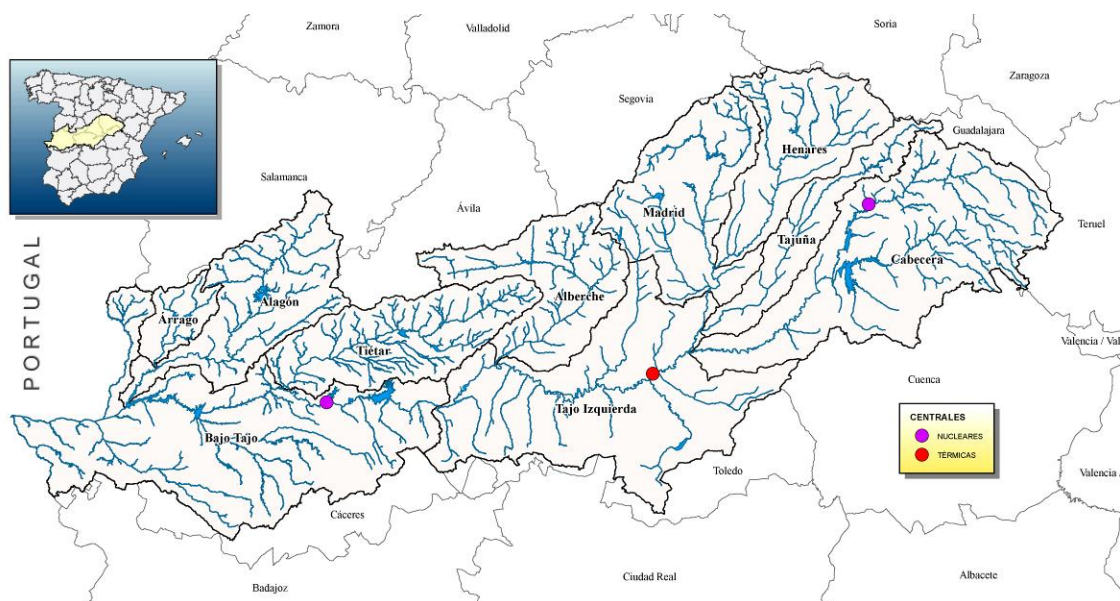 Zamora
Valladolid
Soria
Zaragoza
Segovia
Guadalajara
Henares
Salamanca
Ávila
Madrid
Teruel
Tajuña
Cabecera
PORTUGAL
Alagón
Alberche
Árrago
Tiétar
Valencia / Val
Cuenca
Tajo Izquierda
Bajo Tajo
CENTRALES
NUCLEARES
TÉRMICAS
Toledo
Valencia /
Cáceres
Badajoz
Ciudad Real
Albacete